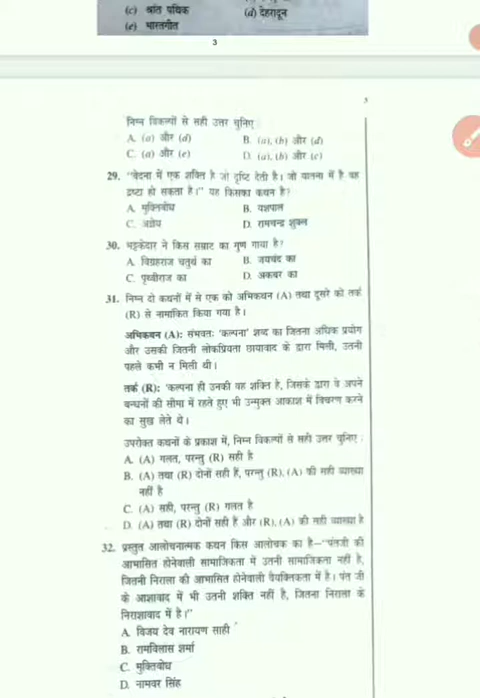 (c) श्रांत पथिक (d) देहरादून
(e) भारतगीत
3
3
निम्न विकल्पों से सही उत्तर चुनिए :
A. (a) और (d) B. (a), (b) और (d)
C. (a) और (e) D. (a), (b) और (c)
29. "वेदना में एक शक्ति है जो दृष्टि देती है। जो यातना में है वह
द्रष्टा हो सकता है।" यह किसका कथन है?
A. मुक्तिबोध B. यशपाल
C. अज्ञेय D. रामचन्द्र शुक्ल
30. भट्टकेदार ने किस सम्राट का गुण गाया है?
A. विग्रहराज चतुर्थ का B. जयचंद का
C. पृथ्वीराज का D. अकबर का
31. निम्न दो कथनों में से एक को अभिकथन (A) तथा दूसरे को तर्क
(R) से नामांकित किया गया है।
अभिकथन (A): संभवतः 'कल्पना' शब्द का जितना अधिक प्रयोग
और उसकी जितनी लोकप्रियता छायावाद के द्वारा मिली, उतनी
पहले कभी न मिली थी।
तर्क (R): 'कल्पना ही उनकी वह शक्ति है, जिसके द्वारा वे अपने
बन्धनों की सीमा में रहते हुए भी उन्मुक्त आकाश में विचरण करने
का सुख लेते थे।
उपरोक्त कथनों के प्रकाश में, निम्न विकल्पों से सही उत्तर चुनिए :
A. (A) गलत, परन्तु (R) सही है
B. (A) तथा (R) दोनों सही हैं, परन्तु (R), (A) की सही व्याख्या
नहीं है
C. (A) सही, परन्तु (R) गलत है
D. (A) तथा (R) दोनों सही हैं और (R), (A) की सही व्याख्या है
32. प्रस्तुत आलोचनात्मक कथन किस आलोचक का है–"पंतजी की
आभासित होनेवाली सामाजिकता में उतनी सामाजिकता नहीं है,
जितनी निराला की आभासित होनेवाली वैयक्तिकता में है। पंत जी
के आशावाद में भी उतनी शक्ति नहीं है, जितना निराला के
निराशावाद में है।"
A. विजय देव नारायण साही
B. रामविलास शर्मा
C. मुक्तिबोध
D. नामवर सिंह